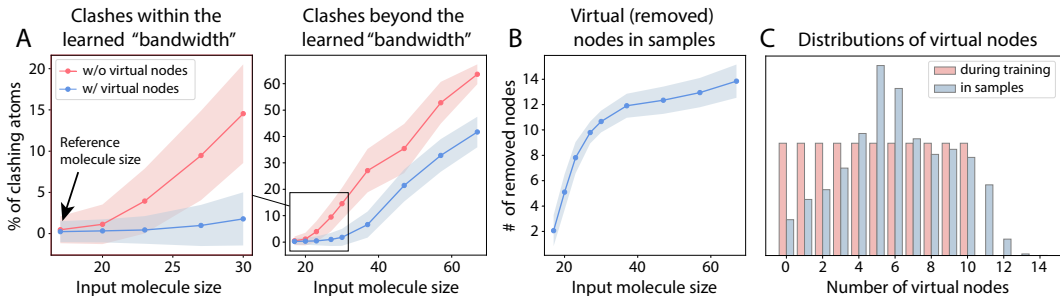 A
Clashes within the
learned “bandwidth”
w/o virtual nodes
w/ virtual nodes
Reference
molecule size
% of clashing atoms
20
15
10
5
0
20
25
30
Input molecule size
Clashes beyond the
learned “bandwidth”
60
50
40
30
20
10
0
20
40
60
Input molecule size
B
Virtual (removed)
nodes in samples
# of removed nodes
14
12
10
8
6
4
2
20
40
60
Input molecule size
C
Distributions of virtual nodes
during training
in samples
0
2
4
6
8
10
12
14
Number of virtual nodes